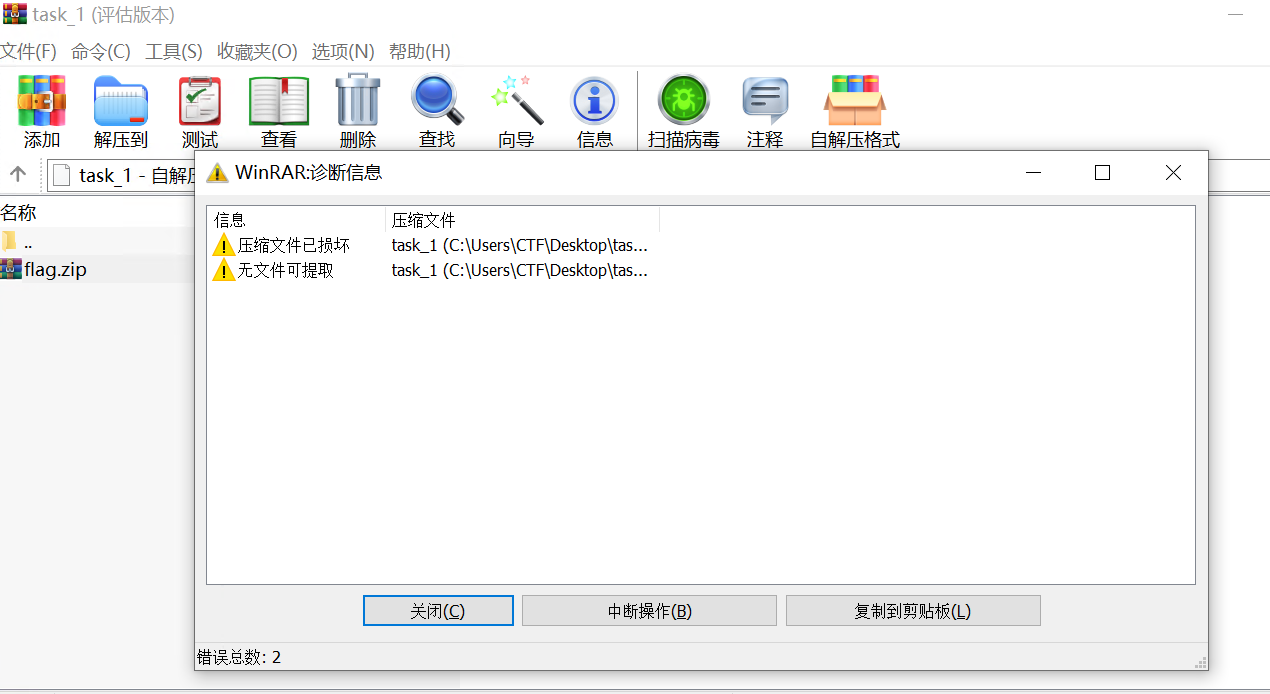 task_1 (评估版本)
文件(F) 命令(C) 工具(S) 收藏夹(O) 选项(N) 帮助(H)
添加 解压到 测试 查看 删除 查找 向导 信息 扫描病毒 注释 自解压格式
task_1 - 自解
WinRAR:诊断信息
名称
..
flag.zip
信息 压缩文件
压缩文件已损坏 task_1 (C:\Users\CTF\Desktop\tas...
无文件可提取 task_1 (C:\Users\CTF\Desktop\tas...
关闭(C) 中断操作(B) 复制到剪贴板(L)
错误总数: 2